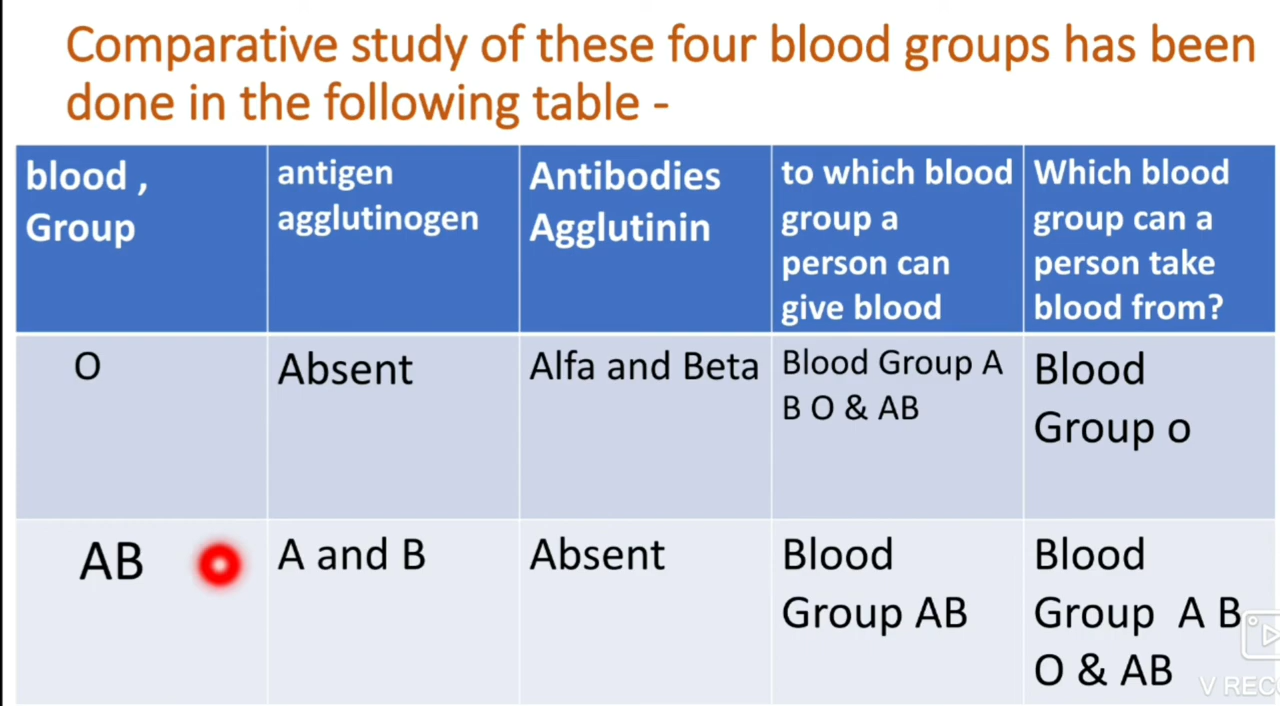 Comparative study of these four blood groups has been
done in the following table -
blood ,
Group
antigen
agglutinogen
Antibodies
Agglutinin
to which blood
group a
person can
give blood
Which blood
group can a
person take
blood from?
O
Absent
Alfa and Beta
Blood Group A
B O & AB
Blood
Group o
AB
A and B
Absent
Blood
Group AB
Blood
Group A B
O & AB